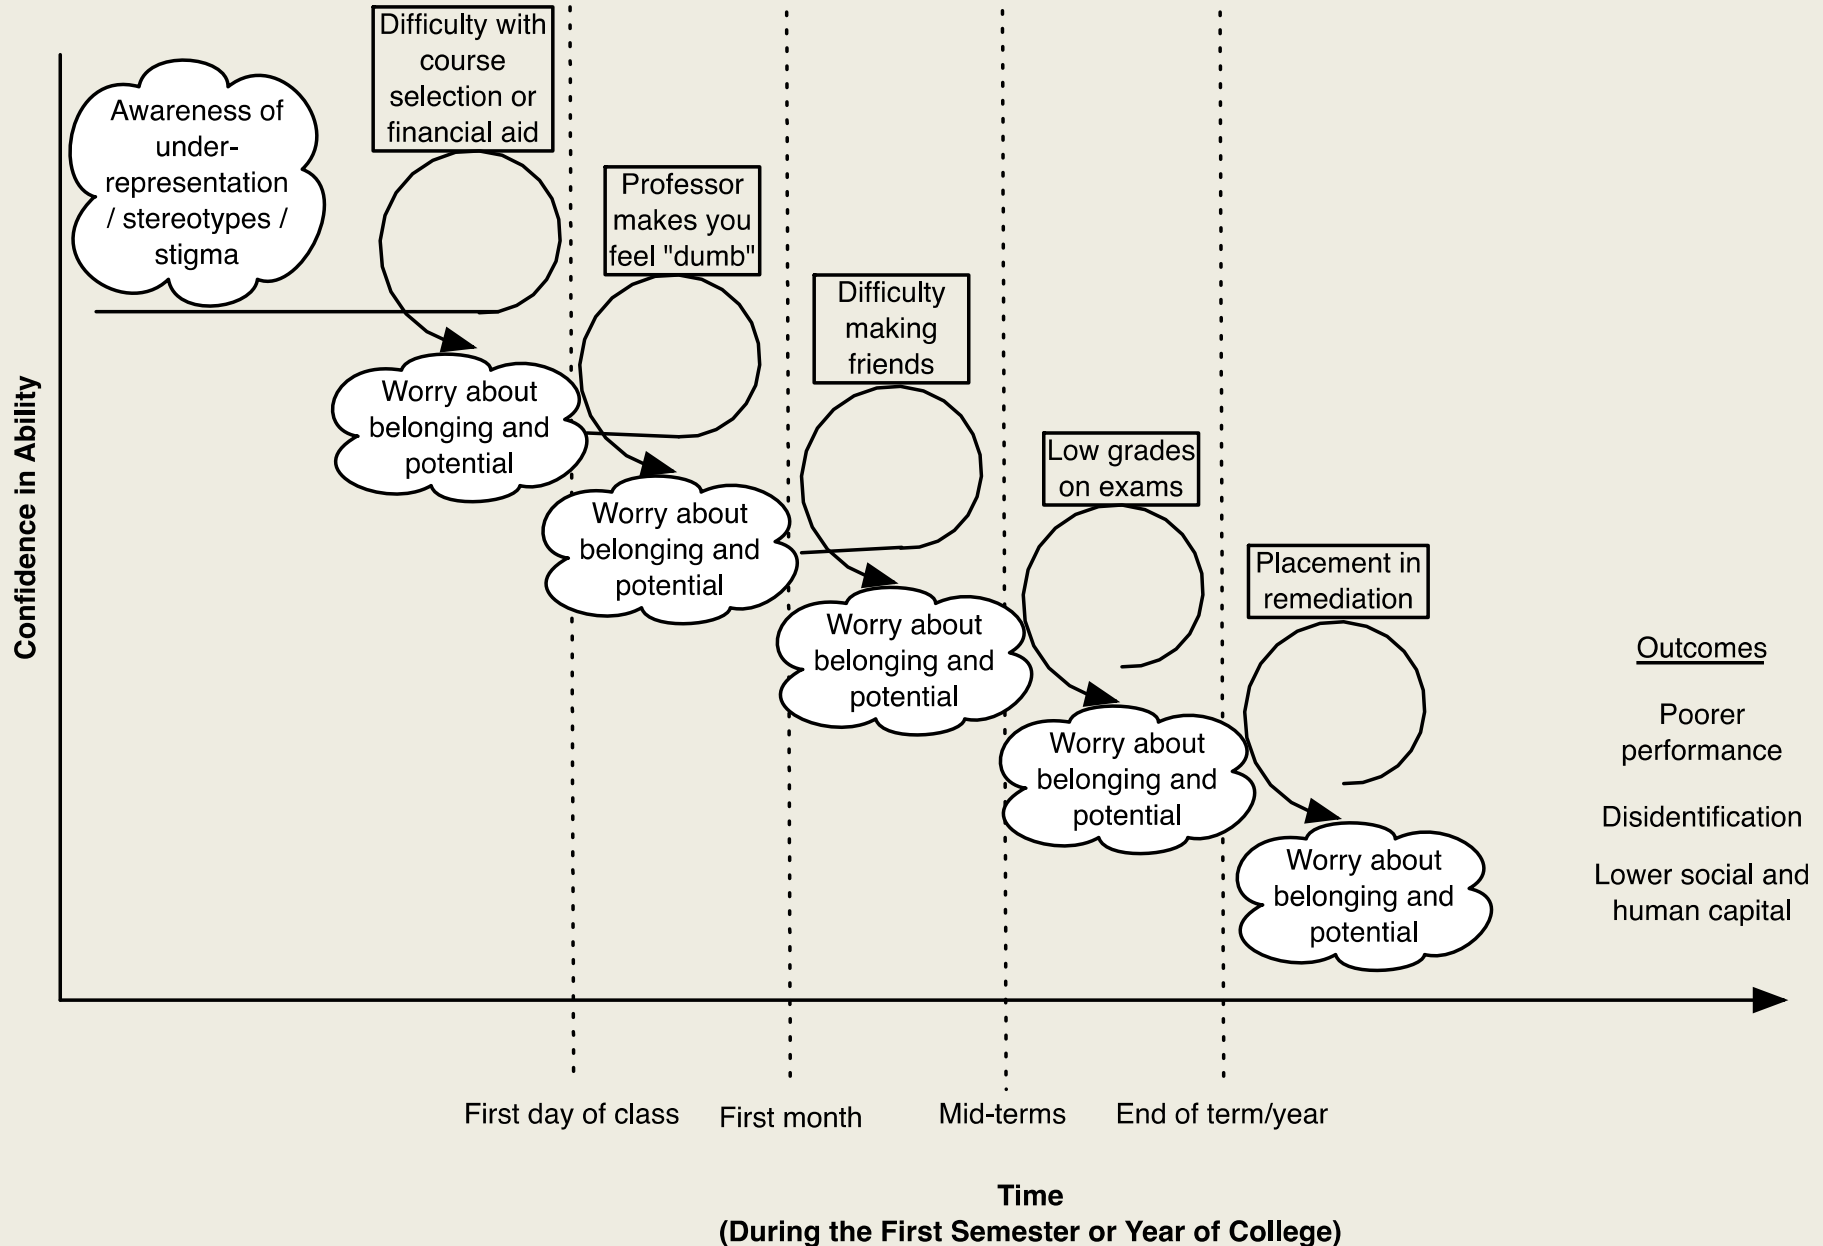 Difficulty with
course
selection or
financial aid
Awareness of
under-
representation
/ stereotypes /
stigma
Professor
makes you
feel "dumb"
Difficulty
making
friends
Worry about
belonging and
potential
Low grades
on exams
Worry about
belonging and
potential
Placement in
remediation
Worry about
belonging and
potential
Worry about
belonging and
potential
Worry about
belonging and
potential
Outcomes
Poorer
performance
Disidentification
Lower social and
human capital
Confidence in Ability
First day of class
First month
Mid-terms
End of term/year
Time
(During the First Semester or Year of College)